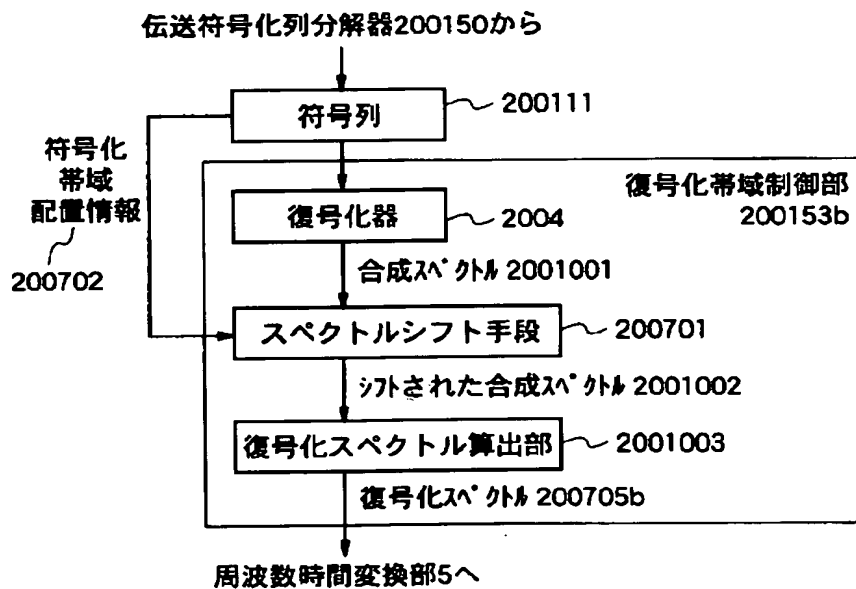 伝送符号化列分解器200150から
符号列
200111
符号化
帯域
配置情報
200702
復号化帯域制御部
200153b
復号化器
2004
合成ｽﾍﾟｸﾄﾙ 2001001
スペクトルシフト手段
200701
ｼﾌﾄされた合成ｽﾍﾟｸﾄﾙ 2001002
復号化スペクトル算出部
2001003
復号化ｽﾍﾟｸﾄﾙ 200705b
周波数時間変換部5へ